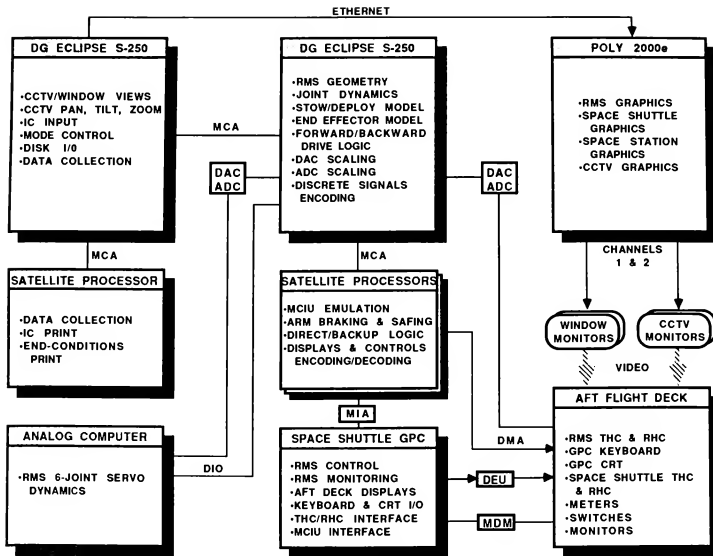 ETHERNET
DG ECLIPSE S-250
•CCTV/WINDOW VIEWS
•CCTV PAN, TILT, ZOOM
•IC INPUT
•MODE CONTROL
•DISK I/0
•DATA COLLECTION
MCA
DG ECLIPSE S-250
•RMS GEOMETRY
•JOINT DYNAMICS
•STOW/DEPLOY MODEL
•END EFFECTOR MODEL
•FORWARD/BACKWARD
DRIVE LOGIC
•DAC SCALING
•ADC SCALING
•DISCRETE SIGNALS
ENCODING
DAC
ADC
DAC
ADC
POLY 2000e
•RMS GRAPHICS
•SPACE SHUTTLE
GRAPHICS
•SPACE STATION
GRAPHICS
•CCTV GRAPHICS
MCA
MCA
CHANNELS
1 & 2
SATELLITE PROCESSOR
•DATA COLLECTION
•IC PRINT
•END-CONDITIONS
PRINT
SATELLITE PROCESSORS
•MCIU EMULATION
•ARM BRAKING & SAFING
•DIRECT/BACKUP LOGIC
•DISPLAYS & CONTROLS
ENCODING/DECODING
WINDOW
MONITORS
CCTV
MONITORS
VIDEO
MIA
DMA
ANALOG COMPUTER
•RMS 6-JOINT SERVO
DYNAMICS
DIO
SPACE SHUTTLE GPC
•RMS CONTROL
•RMS MONITORING
•AFT DECK DISPLAYS
•KEYBOARD & CRT I/O
•THC/RHC INTERFACE
•MCIU INTERFACE
DEU
MDM
AFT FLIGHT DECK
•RMS THC & RHC
•GPC KEYBOARD
•GPC CRT
•SPACE SHUTTLE THC
& RHC
•METERS
•SWITCHES
•MONITORS